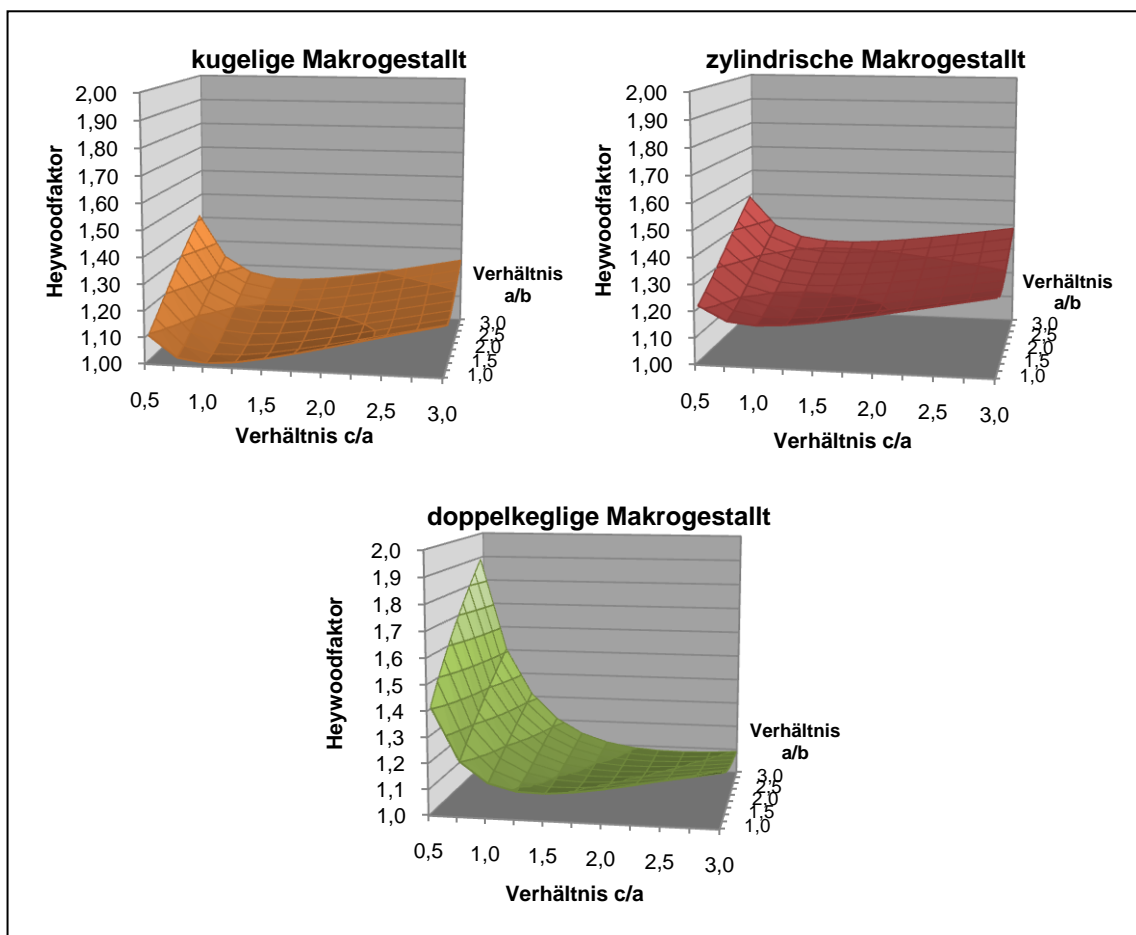 kugelige Makrogestallt
2,00
1,90
1,80
1,70
1,60
1,50
1,40
1,30
1,20
1,10
1,00
Heywoodfaktor
0,5 1,0 1,5 2,0 2,5 3,0
Verhältnis c/a
Verhältnis
a/b
3,0
2,5
2,0
1,5
1,0
zylindrische Makrogestallt
2,00
1,90
1,80
1,70
1,60
1,50
1,40
1,30
1,20
1,10
1,00
Heywoodfaktor
0,5 1,0 1,5 2,0 2,5 3,0
Verhältnis c/a
Verhältnis
a/b
3,0
2,5
2,0
1,5
1,0
doppelkeglige Makrogestallt
2,0
1,9
1,8
1,7
1,6
1,5
1,4
1,3
1,2
1,1
1,0
Heywoodfaktor
0,5 1,0 1,5 2,0 2,5 3,0
Verhältnis c/a
Verhältnis
a/b
3,0
2,5
2,0
1,5
1,0